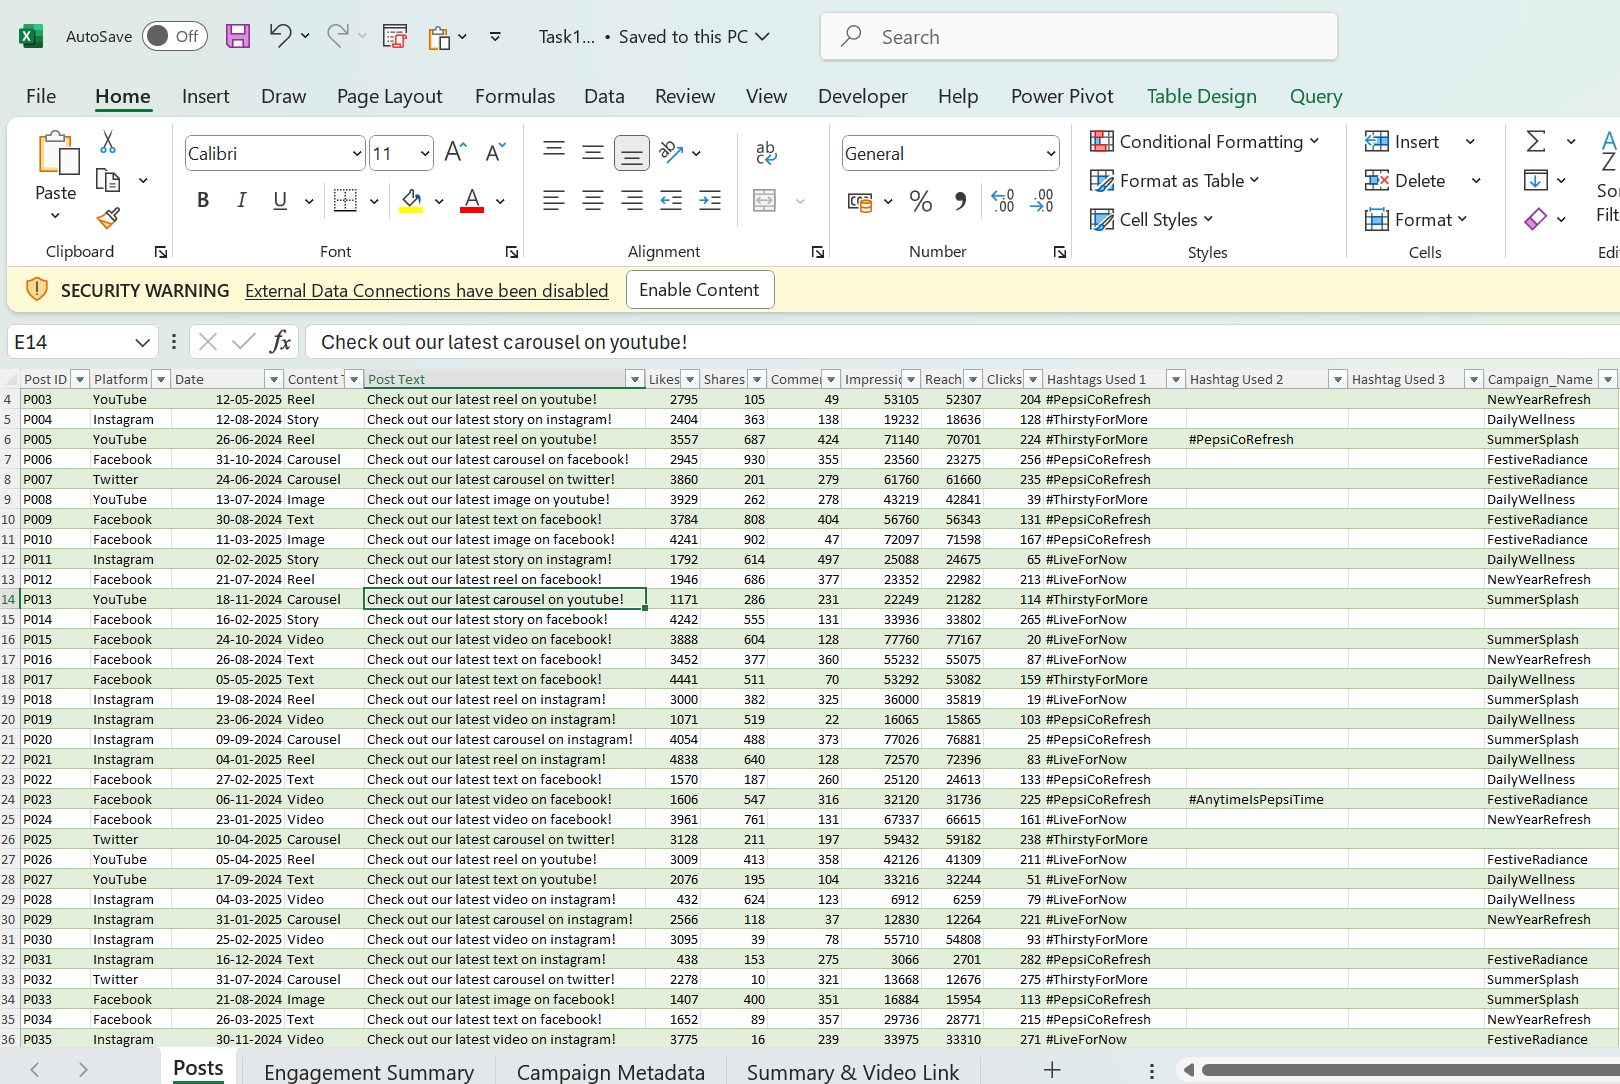 AutoSave Off Task1... • Saved to this PC Search
File Home Insert Draw Page Layout Formulas Data Review View Developer Help Power Pivot Table Design Query
Paste
Clipboard
Calibri 11
B I U
Font
Alignment
General
Number
Conditional Formatting
Format as Table
Cell Styles
Styles
Insert
Delete
Format
Cells
SECURITY WARNING External Data Connections have been disabled Enable Content
E14 fx Check out our latest carousel on youtube!
Post ID Platform Date Content T Post Text Likes Shares Commer Impressic Reach Clicks Hashtags Used 1 Hashtag Used 2 Hashtag Used 3 Campaign_Name
4 P003 YouTube 12-05-2025 Reel Check out our latest reel on youtube! 2795 105 49 53105 52307 204 #PepsiCoRefresh NewYearRefresh
5 P004 Instagram 12-08-2024 Story Check out our latest story on instagram! 2404 363 138 19232 18636 128 #ThirstyForMore DailyWellness
6 P005 YouTube 26-06-2024 Reel Check out our latest reel on youtube! 3557 687 424 71140 70701 224 #ThirstyForMore #PepsiCoRefresh SummerSplash
7 P006 Facebook 31-10-2024 Carousel Check out our latest carousel on facebook! 2945 930 355 23560 23275 256 #PepsiCoRefresh FestiveRadiance
8 P007 Twitter 24-06-2024 Carousel Check out our latest carousel on twitter! 3860 201 279 61760 61660 235 #PepsiCoRefresh FestiveRadiance
9 P008 YouTube 13-07-2024 Image Check out our latest image on youtube! 3929 262 278 43219 42841 39 #ThirstyForMore DailyWellness
10 P009 Facebook 30-08-2024 Text Check out our latest text on facebook! 3784 808 404 56760 56343 131 #PepsiCoRefresh FestiveRadiance
11 P010 Facebook 11-03-2025 Image Check out our latest image on facebook! 4241 902 47 72097 71598 167 #PepsiCoRefresh FestiveRadiance
12 P011 Instagram 02-02-2025 Story Check out our latest story on instagram! 1792 614 497 25088 24675 65 #LiveForNow DailyWellness
13 P012 Facebook 21-07-2024 Reel Check out our latest reel on facebook! 1946 686 377 23352 22982 213 #LiveForNow NewYearRefresh
14 P013 YouTube 18-11-2024 Carousel Check out our latest carousel on youtube! 1171 286 231 22249 21282 114 #ThirstyForMore SummerSplash
15 P014 Facebook 16-02-2025 Story Check out our latest story on facebook! 4242 555 131 33936 33802 265 #LiveForNow
16 P015 Facebook 24-10-2024 Video Check out our latest video on facebook! 3888 604 128 77760 77167 20 #LiveForNow SummerSplash
17 P016 Facebook 26-08-2024 Text Check out our latest text on facebook! 3452 377 360 55232 55075 87 #LiveForNow NewYearRefresh
18 P017 Facebook 05-05-2025 Text Check out our latest text on facebook! 4441 511 70 53292 53082 159 #ThirstyForMore DailyWellness
19 P018 Instagram 19-08-2024 Reel Check out our latest reel on instagram! 3000 382 325 36000 35819 19 #LiveForNow SummerSplash
20 P019 Instagram 23-06-2024 Video Check out our latest video on instagram! 1071 519 22 16065 15865 103 #PepsiCoRefresh DailyWellness
21 P020 Instagram 09-09-2024 Carousel Check out our latest carousel on instagram! 4054 488 373 77026 76881 25 #PepsiCoRefresh SummerSplash
22 P021 Instagram 04-01-2025 Reel Check out our latest reel on instagram! 4838 640 128 72570 72396 83 #LiveForNow DailyWellness
23 P022 Facebook 27-02-2025 Text Check out our latest text on facebook! 1570 187 260 25120 24613 133 #PepsiCoRefresh DailyWellness
24 P023 Facebook 06-11-2024 Video Check out our latest video on facebook! 1606 547 316 32120 31736 225 #PepsiCoRefresh #AnytimeIsPepsiTime FestiveRadiance
25 P024 Facebook 23-01-2025 Video Check out our latest video on facebook! 3961 761 131 67337 66615 161 #LiveForNow NewYearRefresh
26 P025 Twitter 10-04-2025 Carousel Check out our latest carousel on twitter! 3128 211 197 59432 59182 238 #ThirstyForMore
27 P026 YouTube 05-04-2025 Reel Check out our latest reel on youtube! 3009 413 358 42126 41309 211 #LiveForNow FestiveRadiance
28 P027 YouTube 17-09-2024 Text Check out our latest text on youtube! 2076 195 104 33216 32244 51 #LiveForNow DailyWellness
29 P028 Instagram 04-03-2025 Video Check out our latest video on instagram! 432 624 123 6912 6259 79 #LiveForNow DailyWellness
30 P029 Instagram 31-01-2025 Carousel Check out our latest carousel on instagram! 2566 118 37 12830 12264 221 #LiveForNow NewYearRefresh
31 P030 Instagram 25-02-2025 Video Check out our latest video on instagram! 3095 39 78 55710 54808 93 #ThirstyForMore
32 P031 Instagram 16-12-2024 Text Check out our latest text on instagram! 438 153 275 3066 2701 282 #PepsiCoRefresh FestiveRadiance
33 P032 Twitter 31-07-2024 Carousel Check out our latest carousel on twitter! 2278 10 321 13668 12676 275 #ThirstyForMore SummerSplash
34 P033 Facebook 21-08-2024 Image Check out our latest image on facebook! 1407 400 351 16884 15954 113 #PepsiCoRefresh SummerSplash
35 P034 Facebook 26-03-2025 Text Check out our latest text on facebook! 1652 89 357 29736 28771 215 #PepsiCoRefresh NewYearRefresh
36 P035 Instagram 30-11-2024 Video Check out our latest video on instagram! 3775 16 239 33975 33310 271 #LiveForNow FestiveRadiance
Posts Engagement Summary Campaign Metadata Summary & Video Link